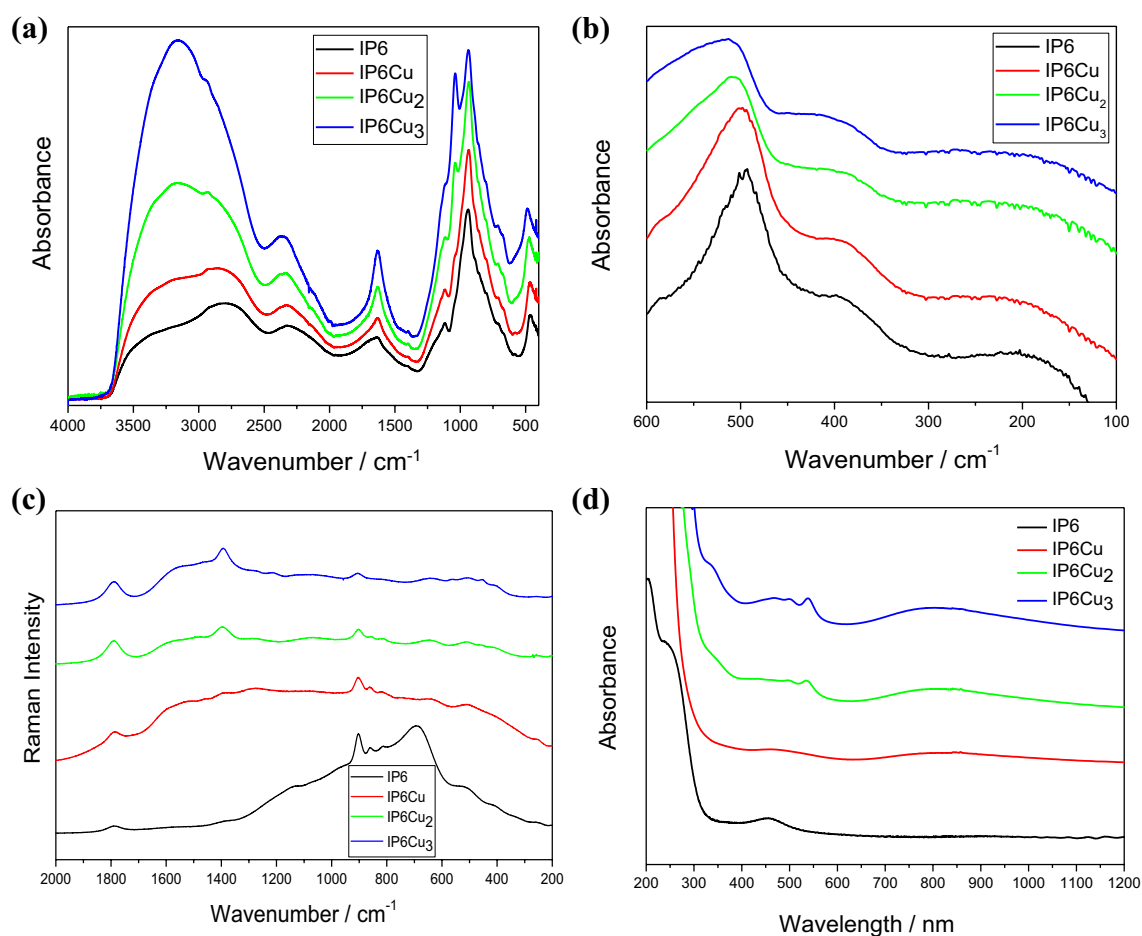 (a)
IP6
IP6Cu
IP6Cu2
IP6Cu3
Absorbance
4000 3500 3000 2500 2000 1500 1000 500
Wavenumber / cm-1
(b)
IP6
IP6Cu
IP6Cu2
IP6Cu3
Absorbance
600 500 400 300 200 100
Wavenumber / cm-1
(c)
Raman Intensity
IP6
IP6Cu
IP6Cu2
IP6Cu3
2000 1800 1600 1400 1200 1000 800 600 400 200
Wavenumber / cm-1
(d)
IP6
IP6Cu
IP6Cu2
IP6Cu3
Absorbance
200 300 400 500 600 700 800 900 1000 1100 1200
Wavelength / nm